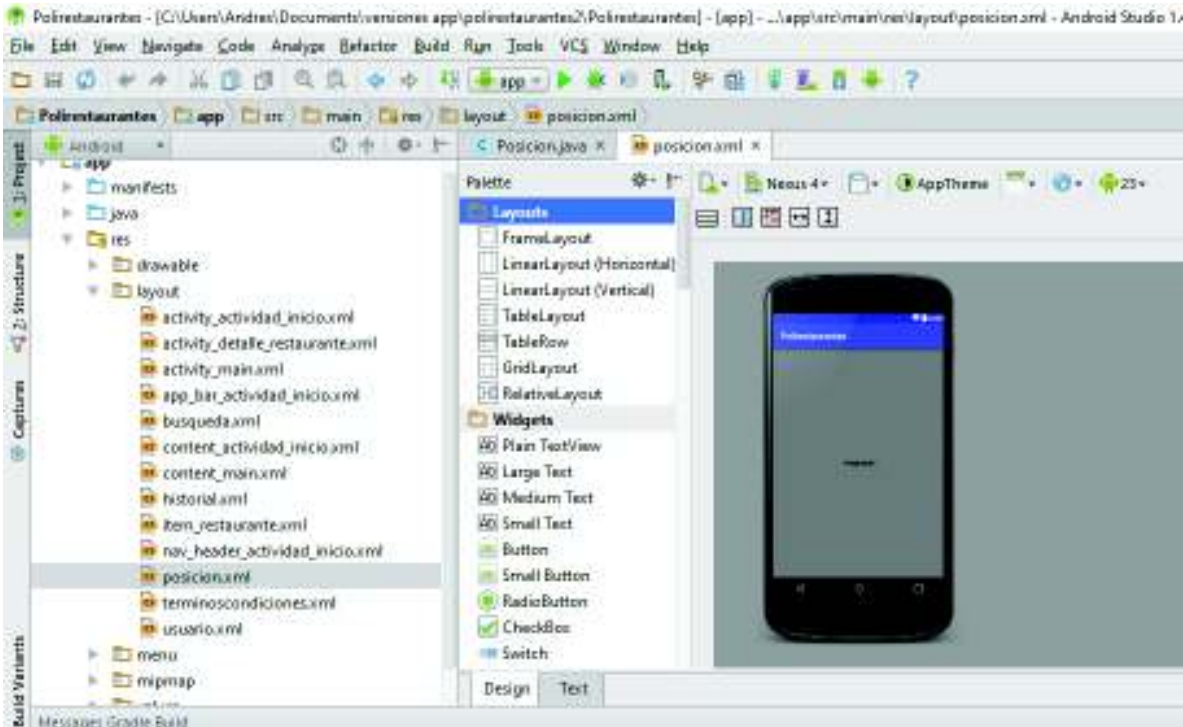 Polirestaurantes - [C:\Users\Andres\Documents\versiones app\polirestaurantes2\Polirestaurantes] - [app] - ...\app\src\main\res\layout\posicion.xml - Android Studio 1.
File Edit View Navigate Code Analyze Refactor Build Run Tools VCS Window Help
app
Polirestaurantes app src main res layout posicion.xml
1: Project
Android
Posicion.java posicion.xml
app
manifests
java
res
drawable
layout
activity_actividad_inicio.xml
activity_detalle_restaurante.xml
activity_main.xml
app_bar_actividad_inicio.xml
busqueda.xml
content_actividad_inicio.xml
content_main.xml
historial.xml
item_restaurante.xml
nav_header_actividad_inicio.xml
posicion.xml
terminoscondiciones.xml
usuario.xml
menu
mipmap
2: Structure
Captures
Build Variants
Palette
Layouts
FrameLayout
LinearLayout (Horizontal)
LinearLayout (Vertical)
TableLayout
TableRow
GridLayout
RelativeLayout
Widgets
Plain TextView
Large Text
Medium Text
Small Text
Button
Small Button
RadioButton
CheckBox
Switch
Design Text
Nexus 4 AppTheme 23
Polirestaurantes
Messages Gradle Build